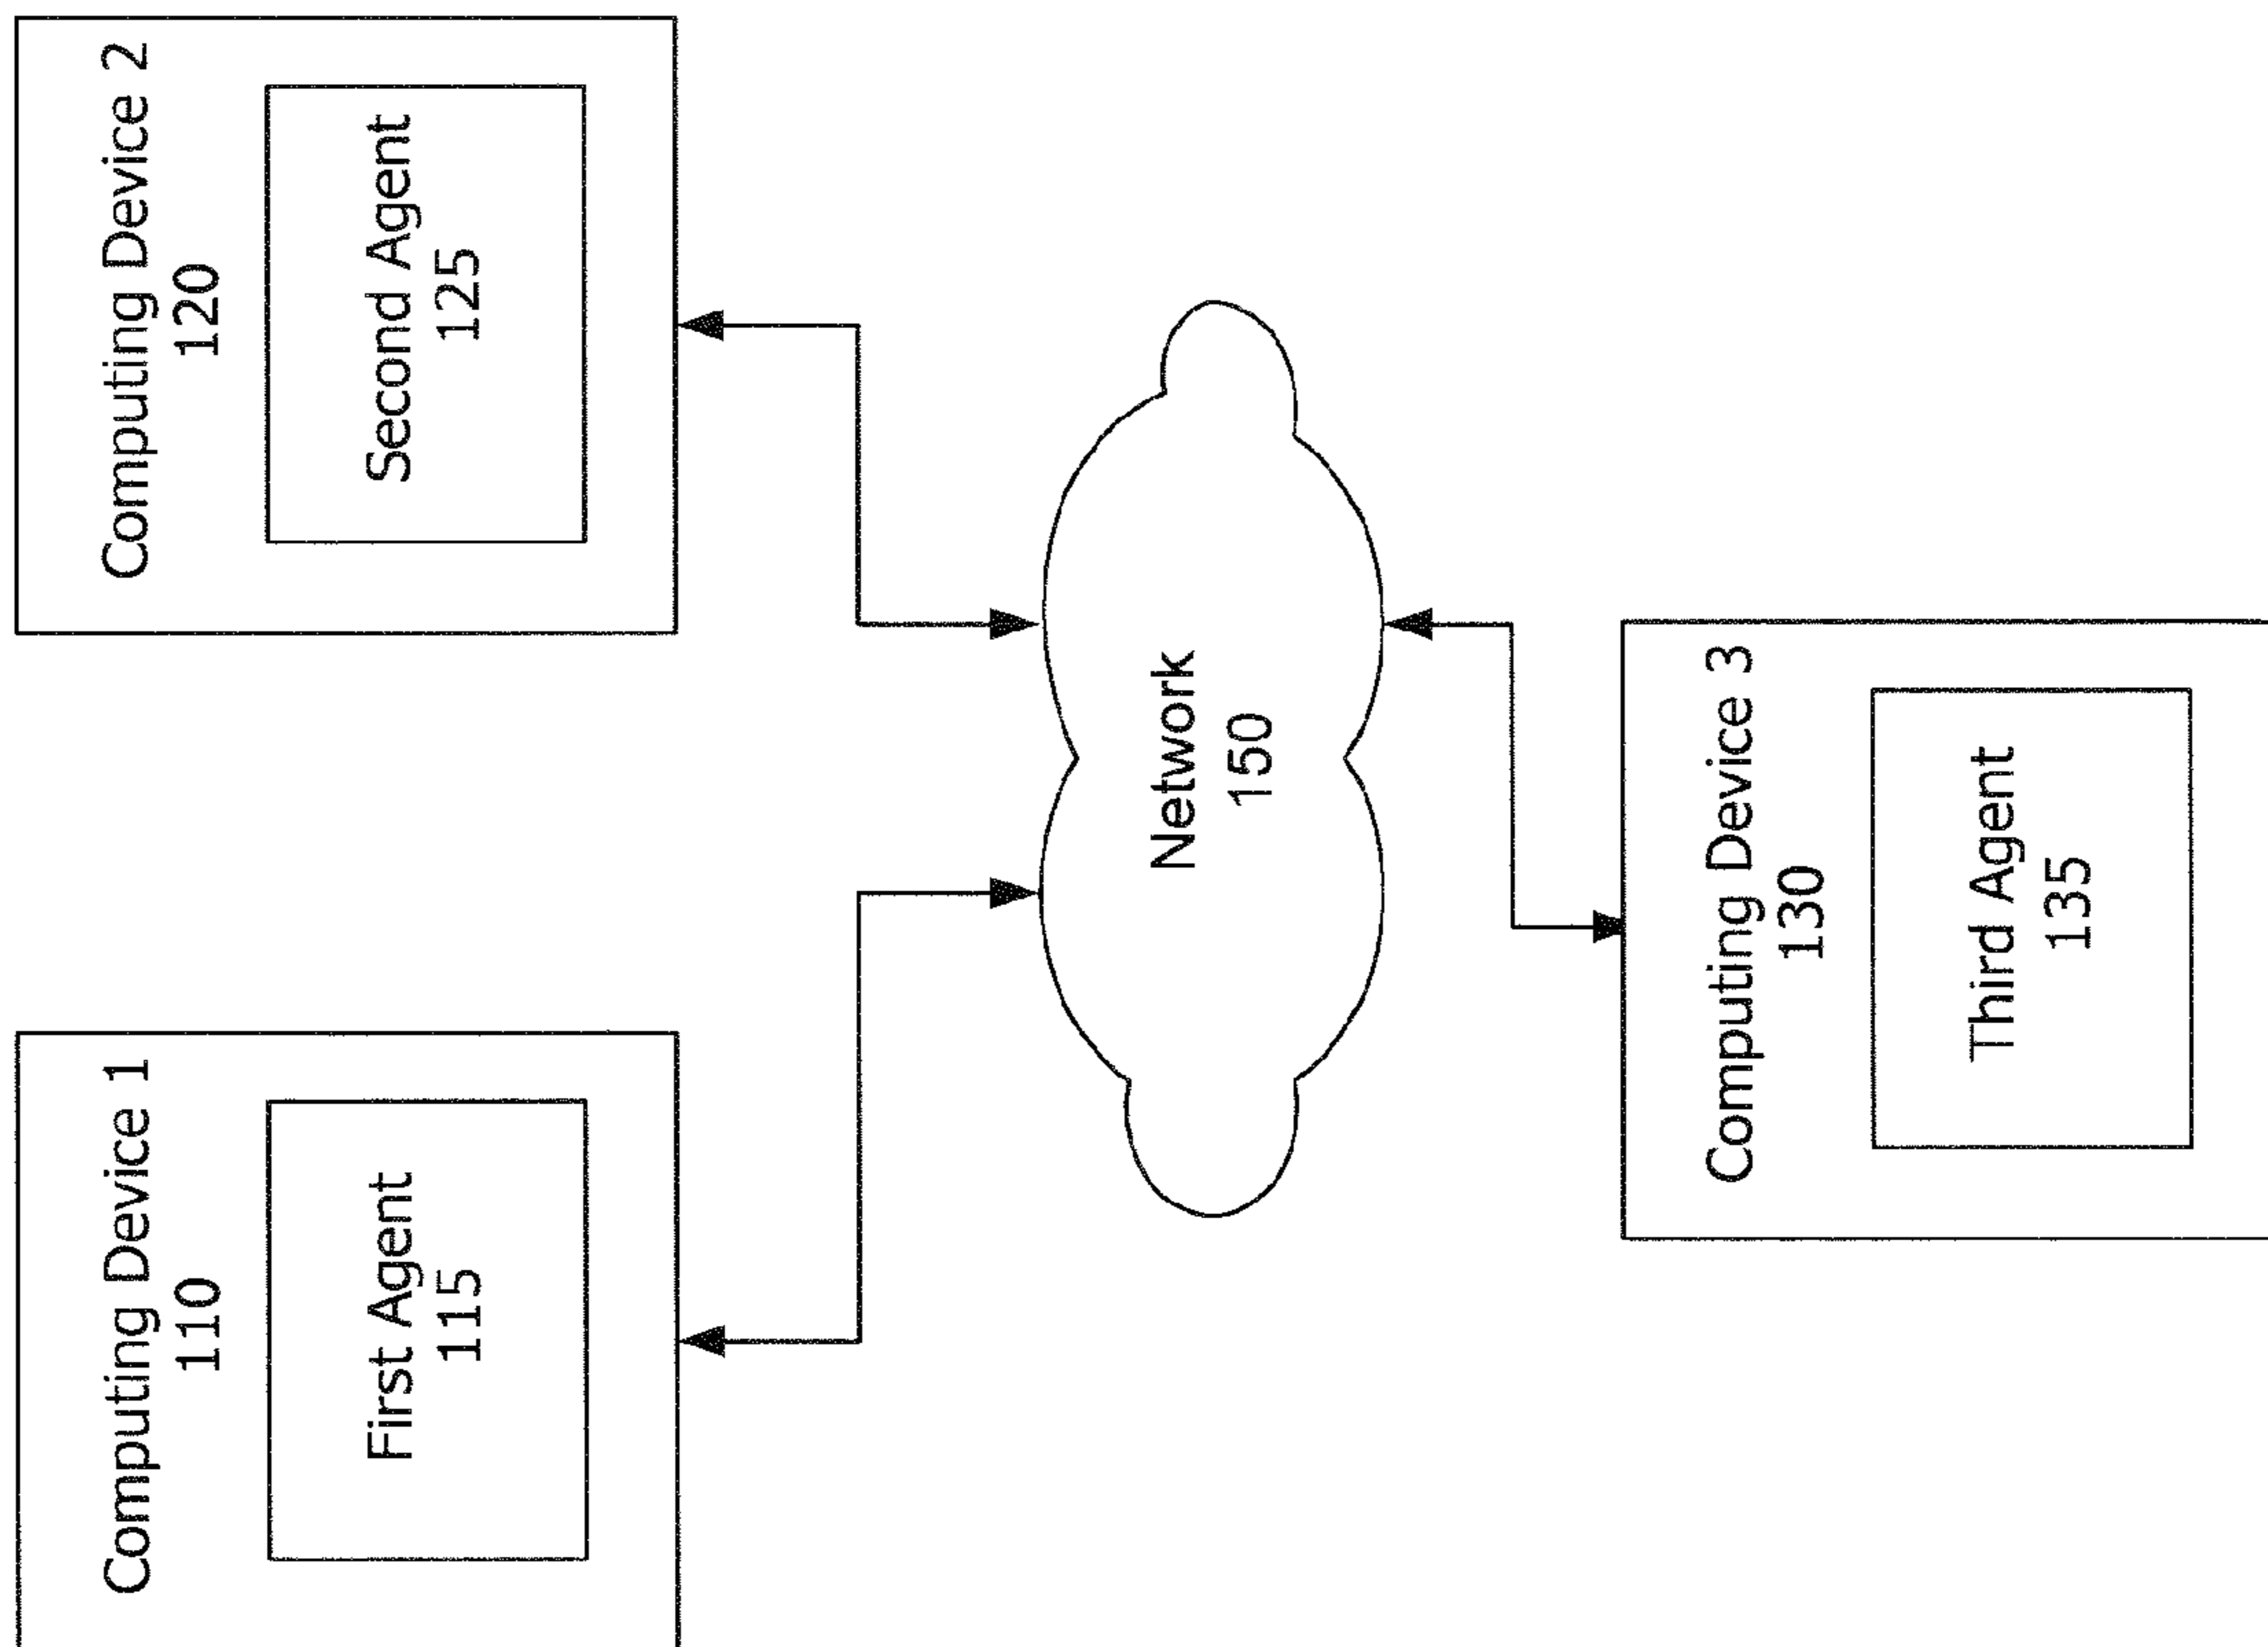 Computing Device 1
110
First Agent
115
Computing Device 2
120
Second Agent
125
Network
150
Computing Device 3
130
Third Agent
135